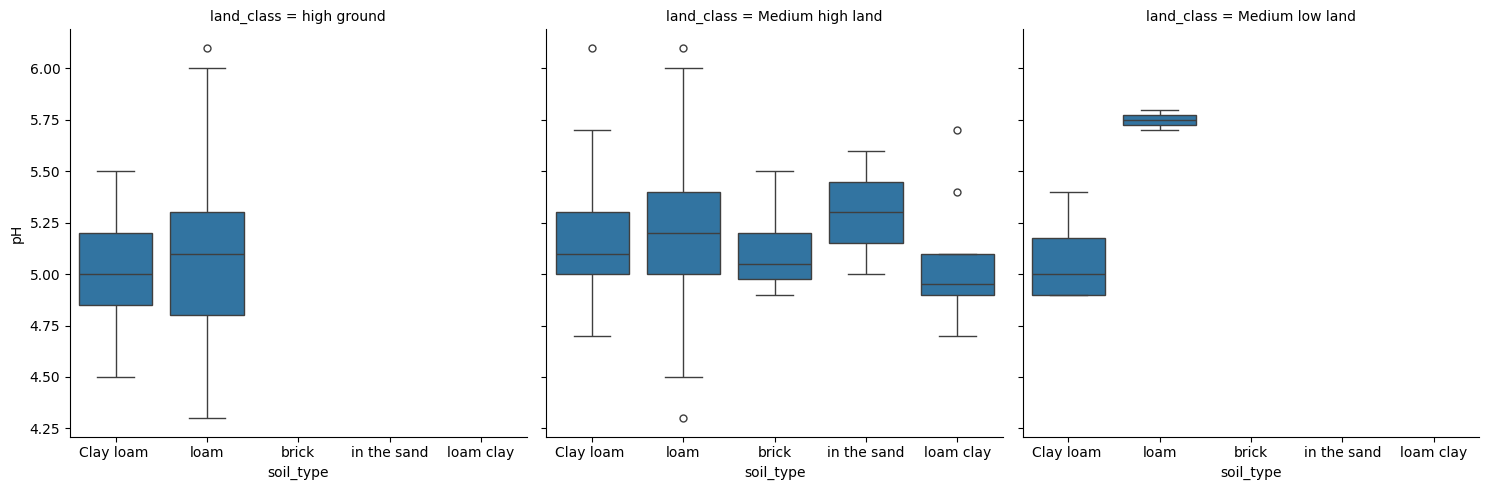 land_class = high ground
land_class = Medium high land
land_class = Medium low land
pH
6.00
5.75
5.50
5.25
5.00
4.75
4.50
4.25
Clay loam loam brick in the sand loam clay
soil_type
Clay loam loam brick in the sand loam clay
soil_type
Clay loam loam brick in the sand loam clay
soil_type